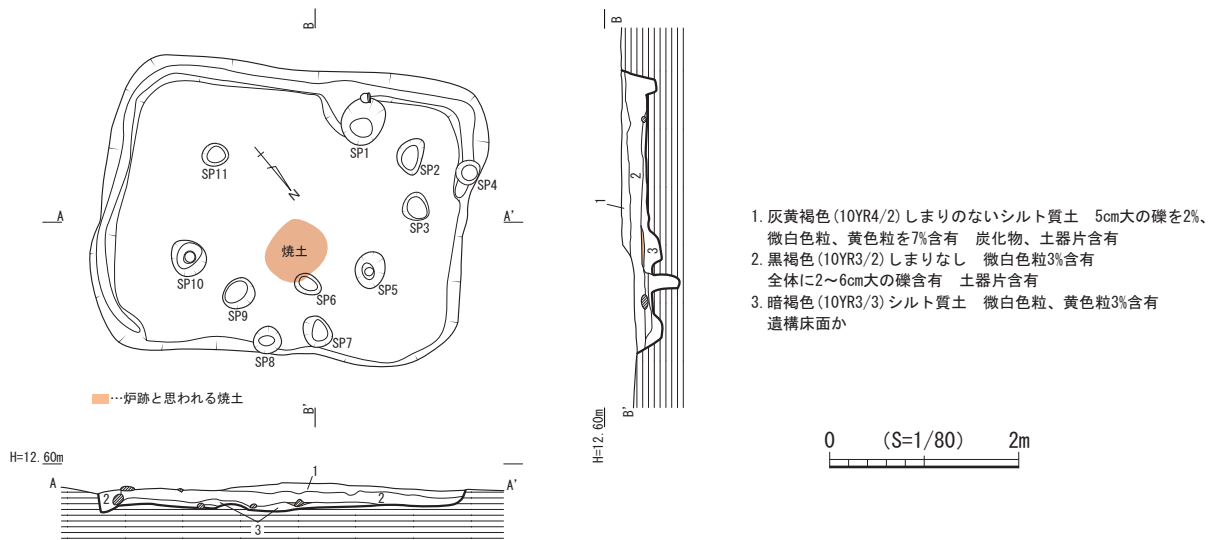 B
SP1
SP2
SP11
SP4
N
A
A'
SP3
焼土
SP10
SP5
SP6
SP9
SP7
SP8
…炉跡と思われる焼土
B'
H=12.60m
A
A'
1
2
2
3
B
1
2
3
B'
H=12.60m
1. 灰黄褐色(10YR4/2)しまりのないシルト質土　5cm大の礫を2%、
微白色粒、黄色粒を7%含有　炭化物、土器片含有
2. 黒褐色(10YR3/2)しまりなし　微白色粒3%含有
全体に2～6cm大の礫含有　土器片含有
3. 暗褐色(10YR3/3)シルト質土　微白色粒、黄色粒3%含有
遺構床面か
0 (S=1/80) 2m